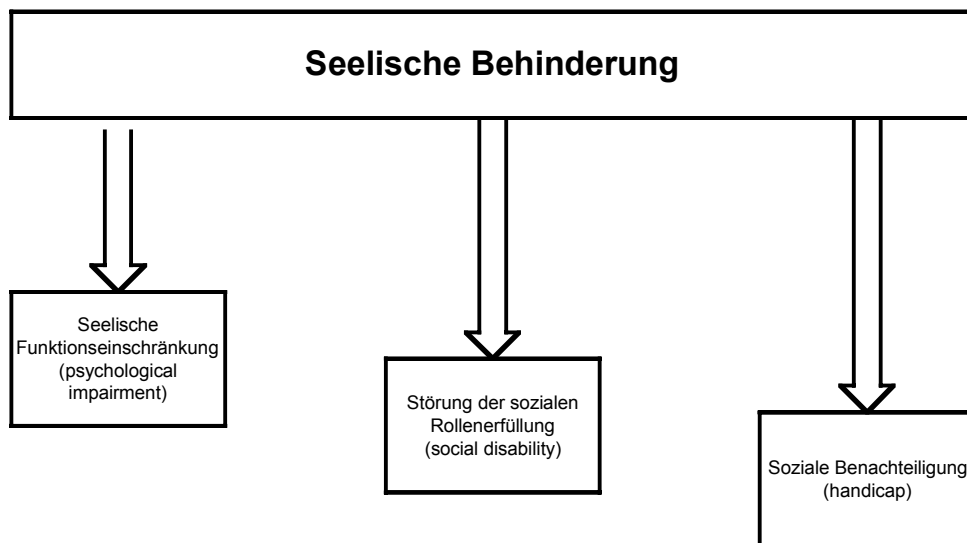 Seelische Behinderung
Seelische
Funktionseinschränkung
(psychological
impairment)
Störung der sozialen
Rollenerfüllung
(social disability)
Soziale Benachteiligung
(handicap)